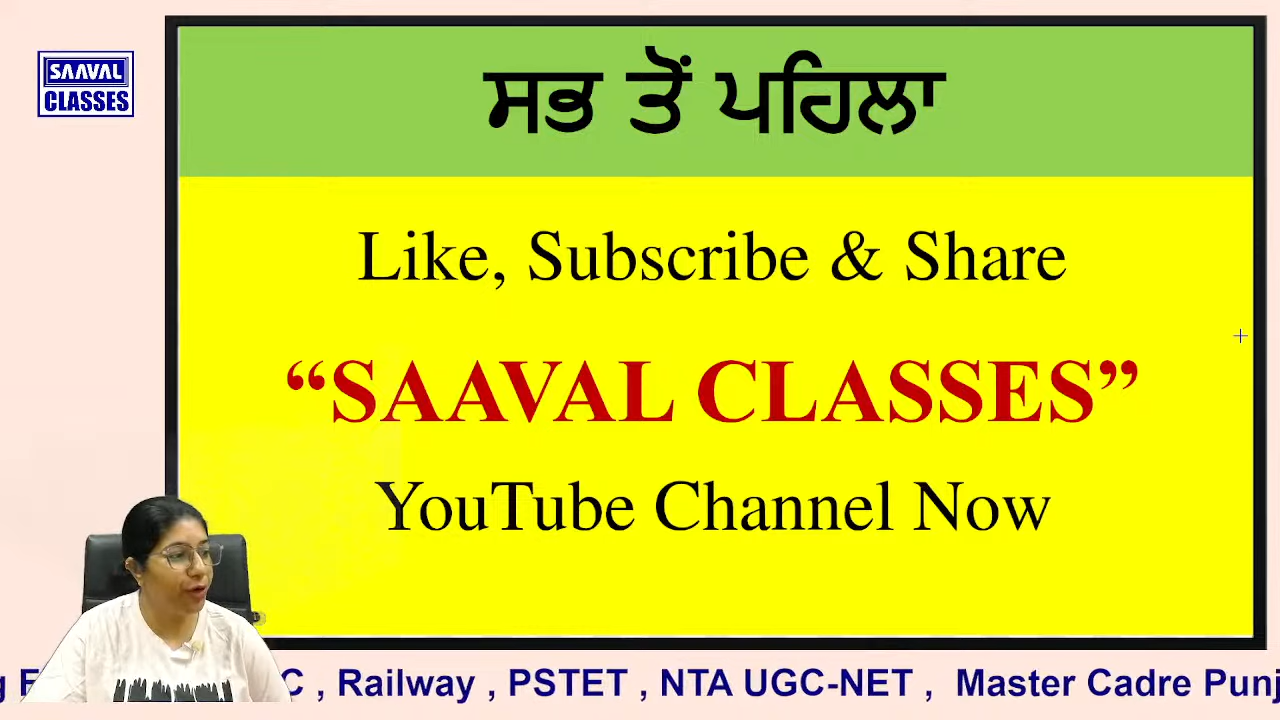 SAAVAL
CLASSES
ਸਭ ਤੋਂ ਪਹਿਲਾ
Like, Subscribe & Share
“SAAVAL CLASSES”
YouTube Channel Now
C , Railway , PSTET , NTA UGC-NET , Master Cadre Punj